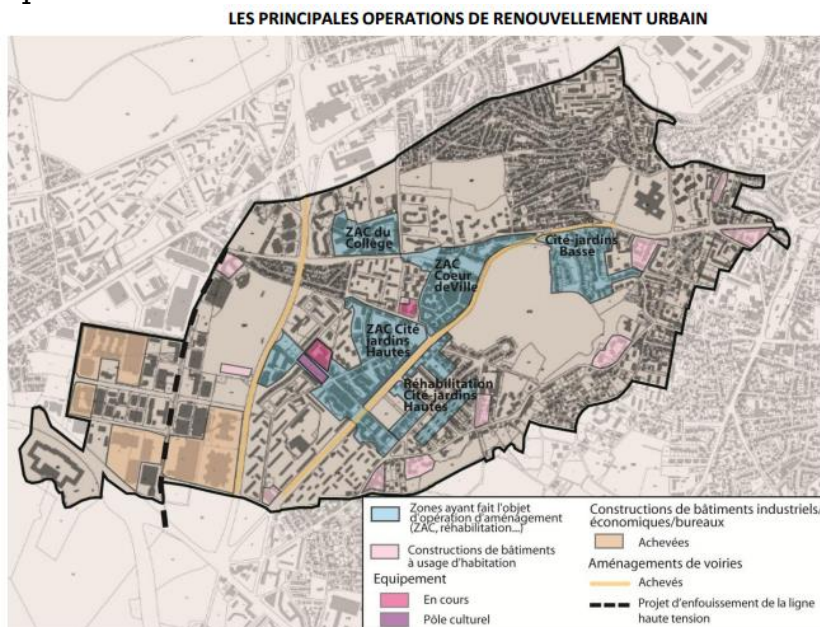 LES PRINCIPALES OPERATIONS DE RENOUVELLEMENT URBAIN
ZAC du
Collège
ZAC
Coeur
deVille
Cité-jardins
Basse
ZAC Cité
jardins
Hautes
Réhabilitation
Cité-jardins
Hautes
Zones ayant fait l'objet
d'opération d'aménagement
(ZAC, réhabilitation...)
Constructions de bâtiments
à usage d'habitation
Equipement
En cours
Pôle culturel
Constructions de bâtiments industriels/
économiques/bureaux
Achevées
Aménagements de voiries
Achevés
Projet d'enfouissement de la ligne
haute tension